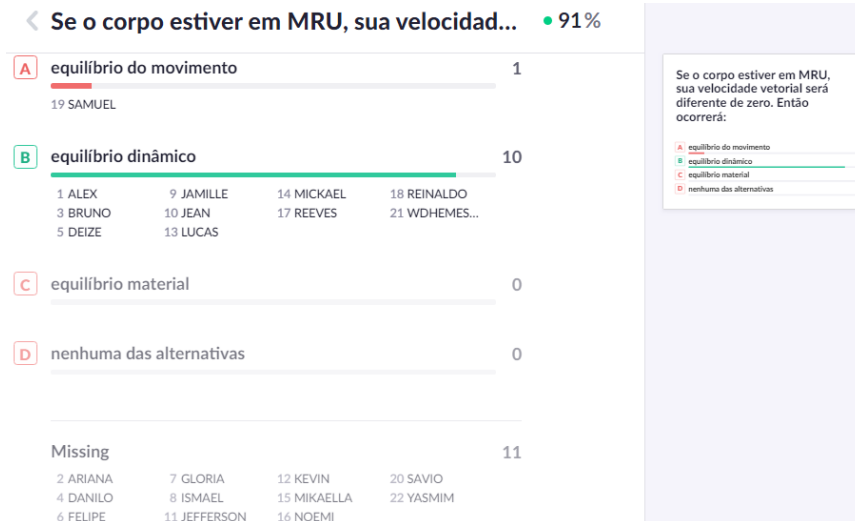 Se o corpo estiver em MRU, sua velocidad... 91%
A equilíbrio do movimento 1
19 SAMUEL
B equilíbrio dinâmico 10
1 ALEX 9 JAMILLE 14 MICKAEL 18 REINALDO
3 BRUNO 10 JEAN 17 REEVES 21 WDHEMES...
5 DEIZE 13 LUCAS
C equilíbrio material 0
D nenhuma das alternativas 0
Missing 11
2 ARIANA 7 GLORIA 12 KEVIN 20 SAVIO
4 DANILO 8 ISMAEL 15 MIKAELLA 22 YASMIM
6 FELIPE 11 JEFFERSON 16 NOEMI
Se o corpo estiver em MRU,
sua velocidade vetorial será
diferente de zero. Então
ocorrerá:
A equilíbrio do movimento
B equilíbrio dinâmico
C equilíbrio material
D nenhuma das alternativas